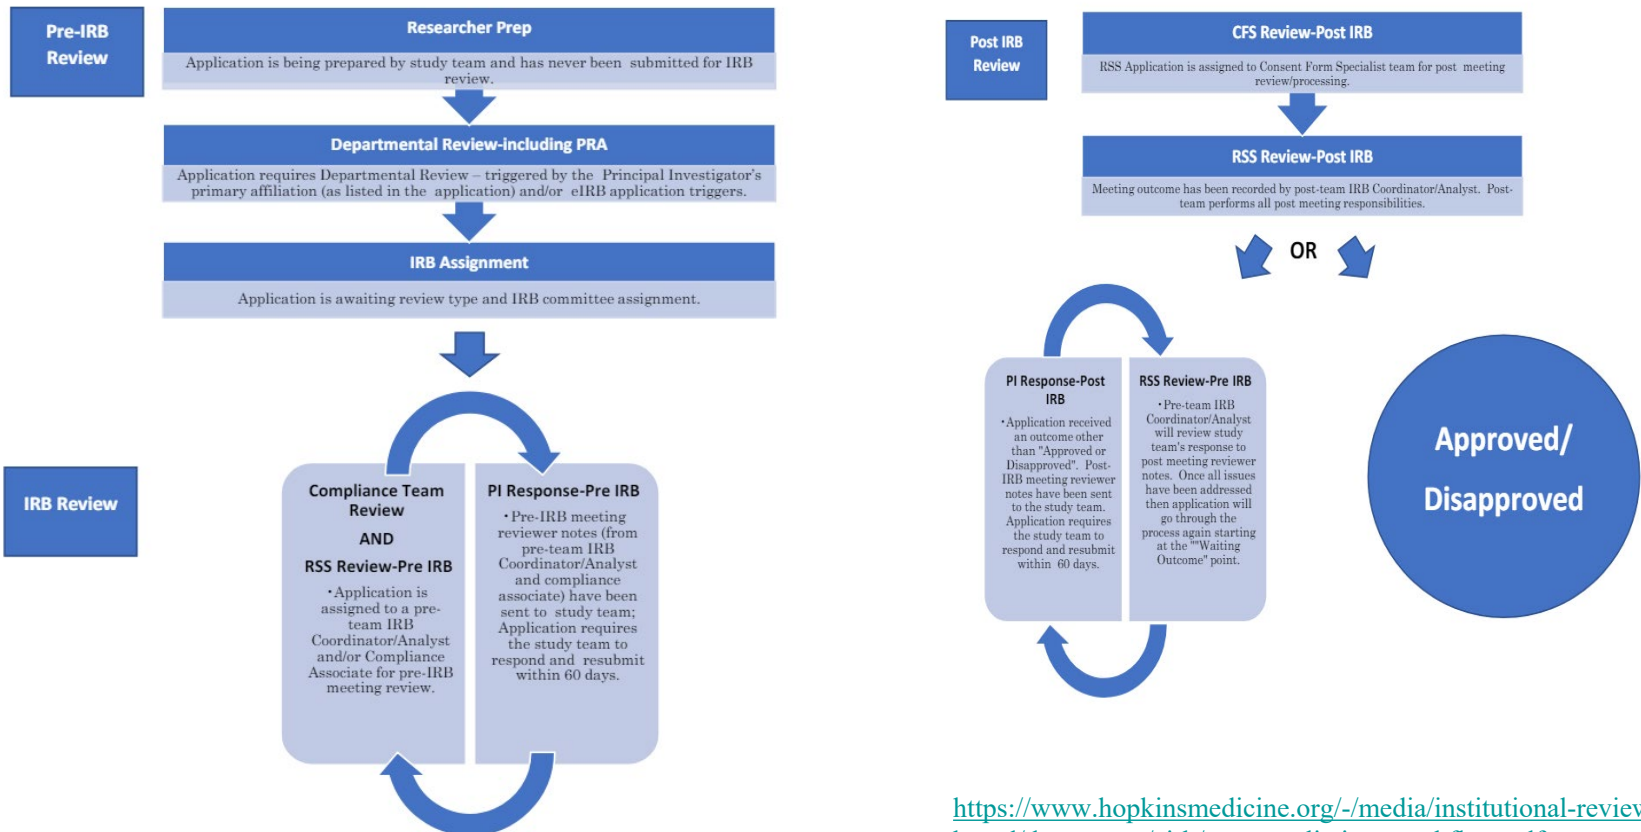 Pre-IRB
Review
Researcher Prep
Application is being prepared by study team and has never been submitted for IRB
review.
Departmental Review-including PRA
Application requires Departmental Review – triggered by the Principal Investigator's
primary affiliation (as listed in the application) and/or eIRB application triggers.
IRB Assignment
Application is awaiting review type and IRB committee assignment.
IRB Review
Compliance Team
Review
AND
RSS Review-Pre IRB
•Application is
assigned to a pre-
team IRB
Coordinator/Analyst
and/or Compliance
Associate for pre-IRB
meeting review.
PI Response-Pre IRB
•Pre-IRB meeting
reviewer notes (from
pre-team IRB
Coordinator/Analyst
and compliance
associate) have been
sent to study team;
Application requires
the study team to
respond and resubmit
within 60 days.
Post IRB
Review
CFS Review-Post IRB
RSS Application is assigned to Consent Form Specialist team for post meeting
review/processing.
RSS Review-Post IRB
Meeting outcome has been recorded by post-team IRB Coordinator/Analyst. Post-
team performs all post meeting responsibilities.
OR
PI Response-Post
IRB
•Application received
an outcome other
than "Approved or
Disapproved". Post-
IRB meeting reviewer
notes have been sent
to the study team.
Application requires
the study team to
respond and resubmit
within 60 days.
RSS Review-Pre IRB
•Pre-team IRB
Coordinator/Analyst
will review study
team's response to
post meeting reviewer
notes. Once all issues
have been addressed
then application will
go through the
process again starting
at the ""Waiting
Outcome" point.
Approved/
Disapproved
https://www.hopkinsmedicine.org/-/media/institutional-review